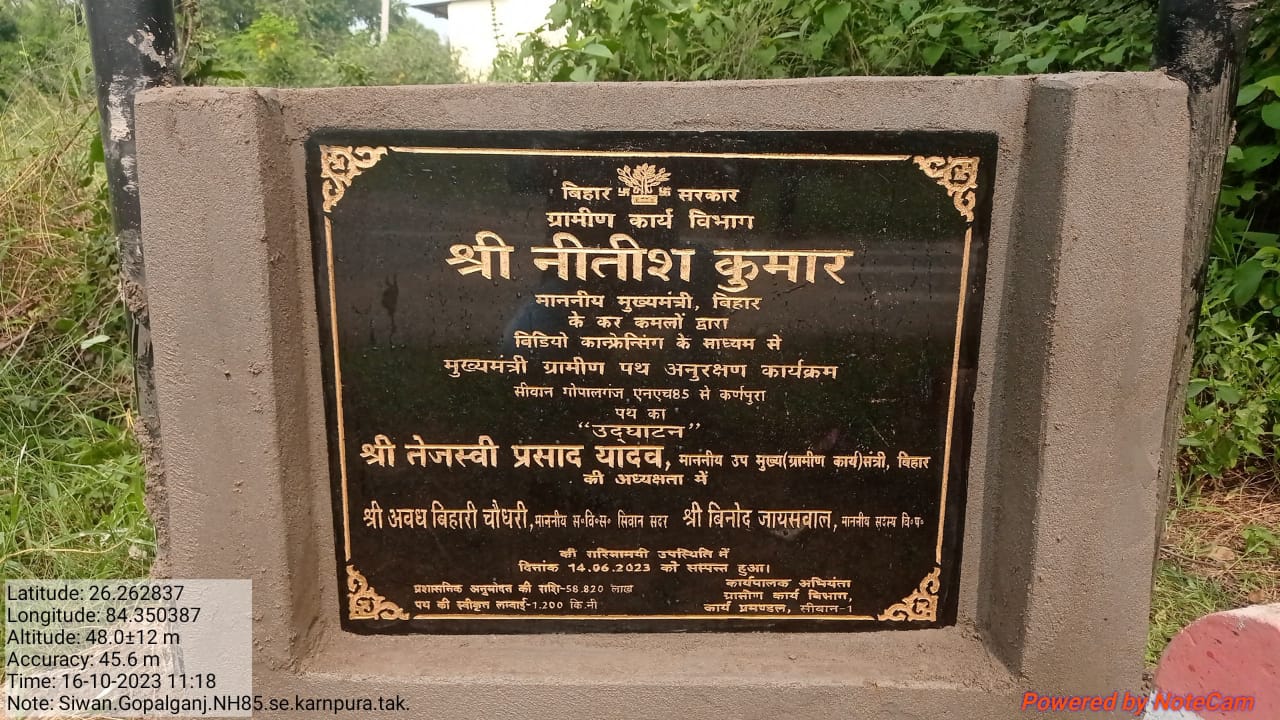 बिहार सरकार
ग्रामीण कार्य विभाग
श्री नीतीश कुमार
माननीय मुख्यमंत्री, बिहार
के कर कमलों द्वारा
विडियो कान्फ्रेन्सिंग के माध्यम से
मुख्यमंत्री ग्रामीण पथ अनुरक्षण कार्यक्रम
सीवान गोपालगंज एनएच85 से कर्णपुरा
पथ का
“उद्घाटन”
श्री तेजस्वी प्रसाद यादव, माननीय उप मुख्य(ग्रामीण कार्य)मंत्री, बिहार
की अध्यक्षता में
श्री अवध बिहारी चौधरी, माननीय स०वि०स० सिवान सदर श्री बिनोद जायसवाल, माननीय सदस्य वि०प०
की गरिमामयी उपस्थिति में
दिनांक 14.06.2023 को सम्पन्न हुआ।
प्रशासनिक अनुमोदन की राशि-58.820 लाख
पथ की स्वीकृत लम्बाई-1.200 कि.मी
कार्यपालक अभियंता
ग्रामीण कार्य विभाग,
कार्य प्रमण्डल, सीवान-1
Latitude: 26.262837
Longitude: 84.350387
Altitude: 48.0±12 m
Accuracy: 45.6 m
Time: 16-10-2023 11:18
Note: Siwan.Gopalganj.NH85.se.karnpura.tak.
Powered by NoteCam